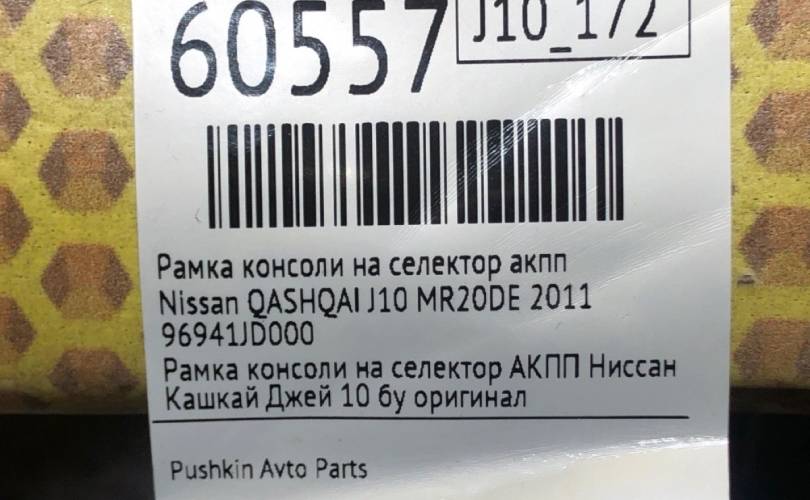 60557
J10_172
Рамка консоли на селектор акпп
Nissan QASHQAI J10 MR20DE 2011
96941JD000
Рамка консоли на селектор АКПП Ниссан
Кашкай Джей 10 бу оригинал
Pushkin Avto Parts